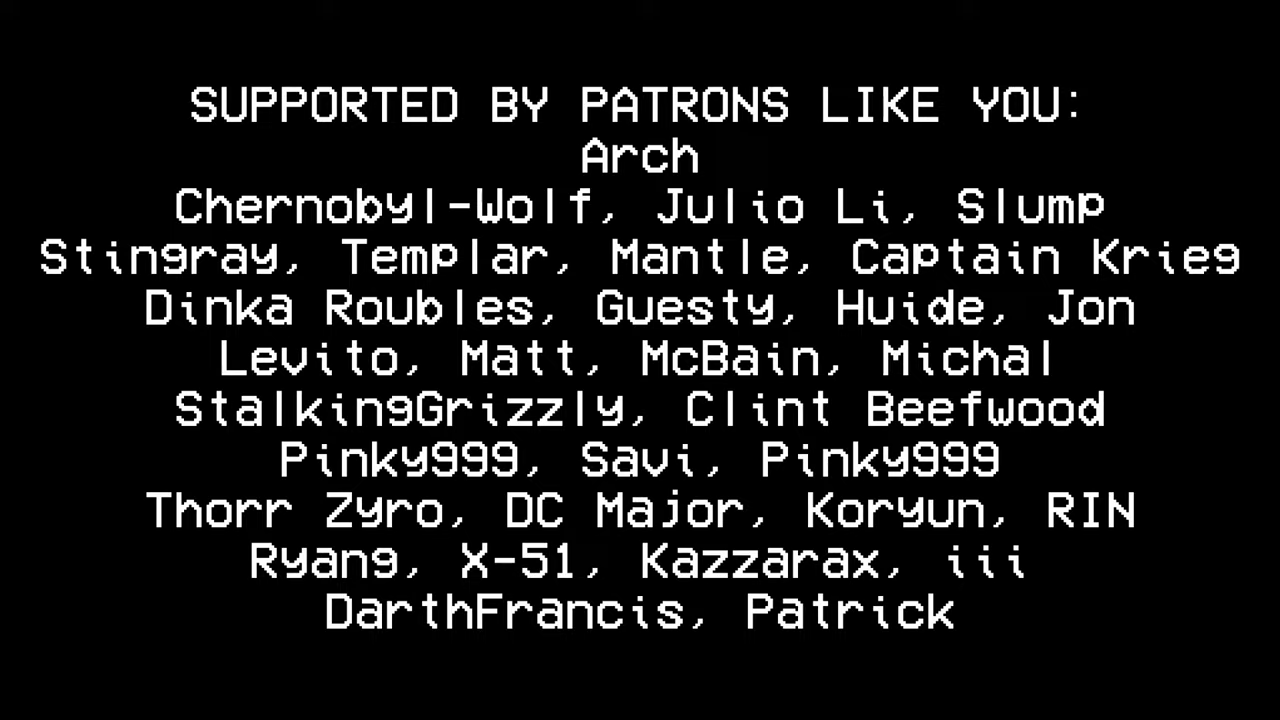 SUPPORTED BY PATRONS LIKE YOU:
Arch
Chernobyl-Wolf, Julio Li, Slump
Stingray, Templar, Mantle, Captain Krieg
Dinka Roubles, Guesty, Huide, Jon
Levito, Matt, McBain, Michal
StalkingGrizzly, Clint Beefwood
Pinky999, Savi, Pinky999
Thorr Zyro, DC Major, Koryun, RIN
Ryang, X-51, Kazzarax, iii
DarthFrancis, Patrick